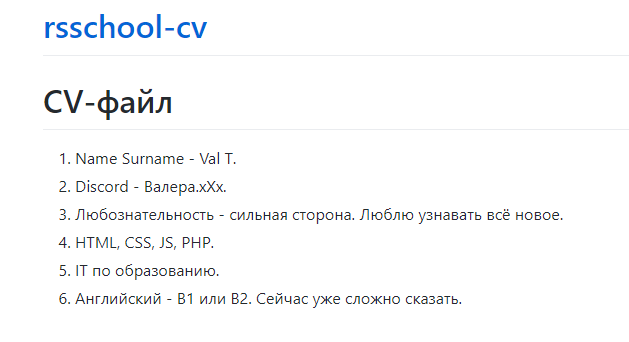 rsschool-cv
CV-файл
1. Name Surname - Val T.
2. Discord - Валера.xXx.
3. Любознательность - сильная сторона. Люблю узнавать всё новое.
4. HTML, CSS, JS, PHP.
5. IT по образованию.
6. Английский - B1 или B2. Сейчас уже сложно сказать.